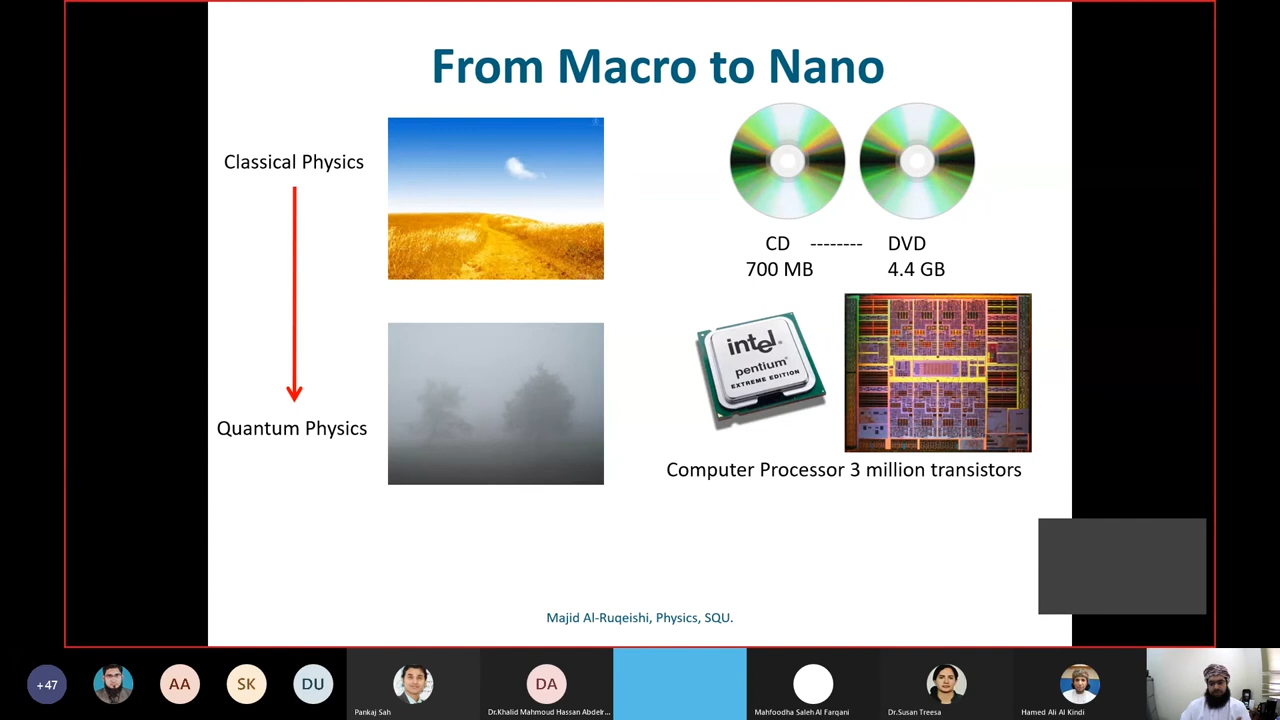 From Macro to Nano
Classical Physics
Quantum Physics
CD -------- DVD
700 MB 4.4 GB
intel
pentium
EXTREME EDITION
Computer Processor 3 million transistors
Majid Al-Ruqeishi, Physics, SQU.
+47
AA
SK
DU
Pankaj Sah
DA
Dr.Khalid Mahmoud Hassan Abdelr...
Mahfoodha Saleh Al Farqani
Dr.Susan Treesa
Hamed Ali Al Kindi